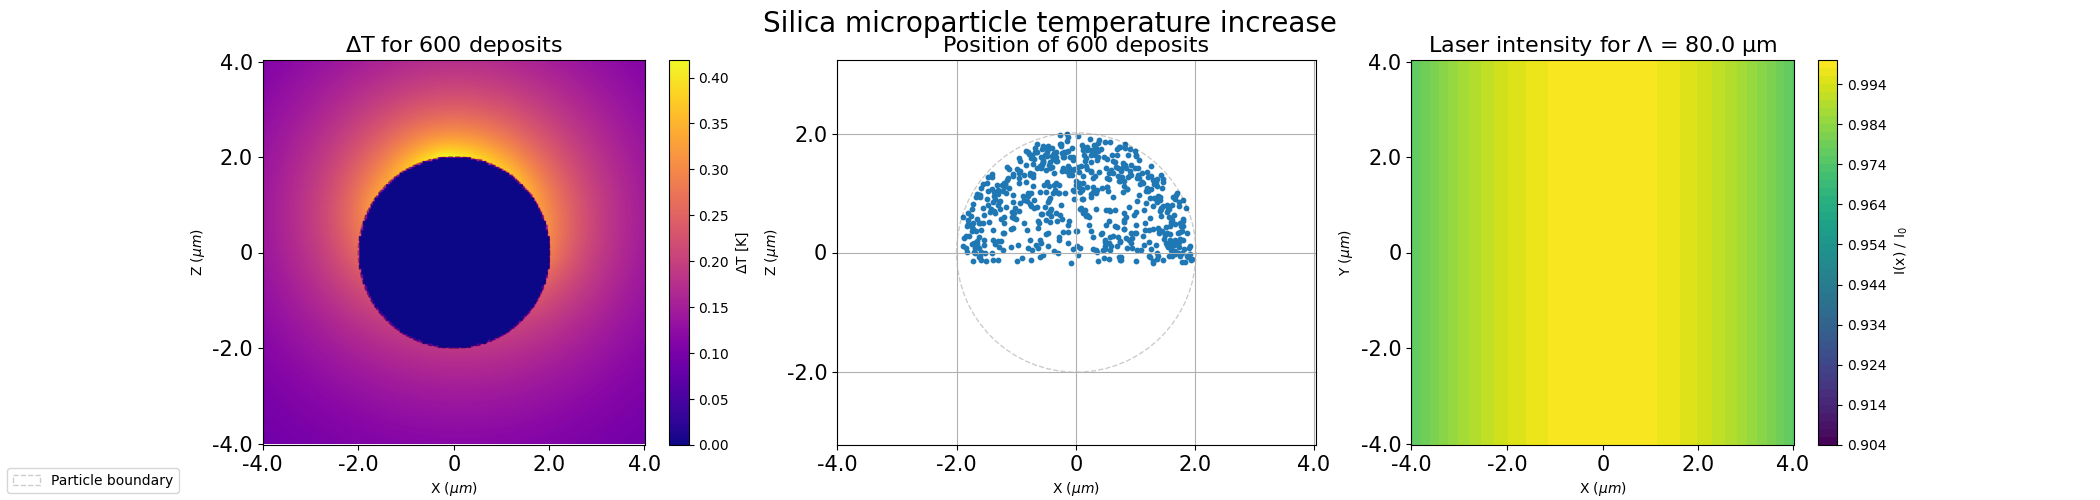 Silica microparticle temperature increase
ΔT for 600 deposits
4.0
2.0
0
-2.0
-4.0
Z (μm)
-4.0 -2.0 0 2.0 4.0
X (μm)
0.40
0.35
0.30
0.25
0.20
0.15
0.10
0.05
0.00
ΔT [K]
Position of 600 deposits
2.0
0
-2.0
Z (μm)
-4.0 -2.0 0 2.0 4.0
X (μm)
Laser intensity for Λ = 80.0 μm
4.0
2.0
0
-2.0
-4.0
Y (μm)
-4.0 -2.0 0 2.0 4.0
X (μm)
0.994
0.984
0.974
0.964
0.954
0.944
0.934
0.924
0.914
0.904
I(x) / I₀
Particle boundary